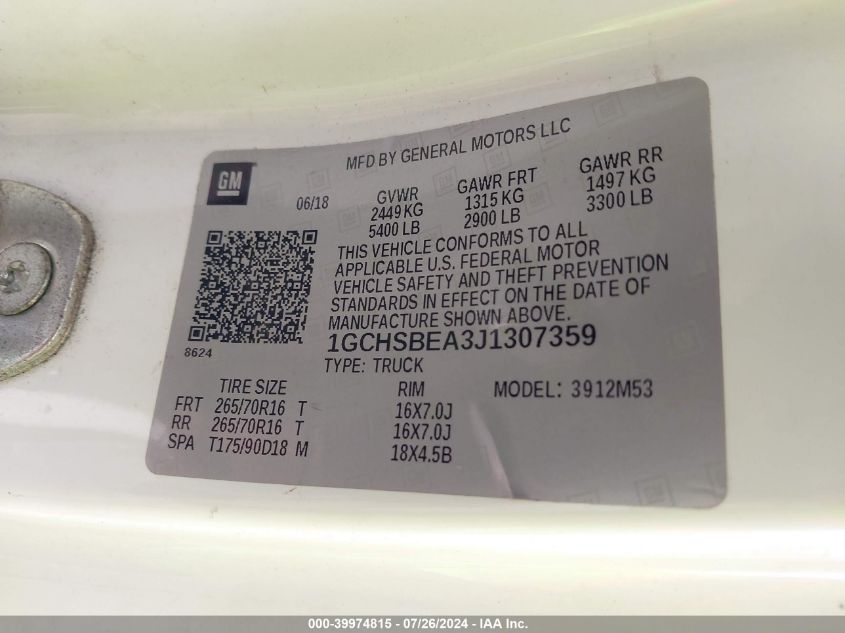 MFD BY GENERAL MOTORS LLC
GM
06/18
GVWR GAWR FRT GAWR RR
2449 KG 1315 KG 1497 KG
5400 LB 2900 LB 3300 LB
THIS VEHICLE CONFORMS TO ALL
APPLICABLE U.S. FEDERAL MOTOR
VEHICLE SAFETY AND THEFT PREVENTION
STANDARDS IN EFFECT ON THE DATE OF
MANUFACTURE SHOWN ABOVE.
8624
1GCHSBEA3J1307359
TYPE: TRUCK
TIRE SIZE RIM MODEL: 3912M53
FRT 265/70R16 T 16X7.0J
RR 265/70R16 T 16X7.0J
SPA T175/90D18 M 18X4.5B
000-39974815 - 07/26/2024 - IAA Inc.